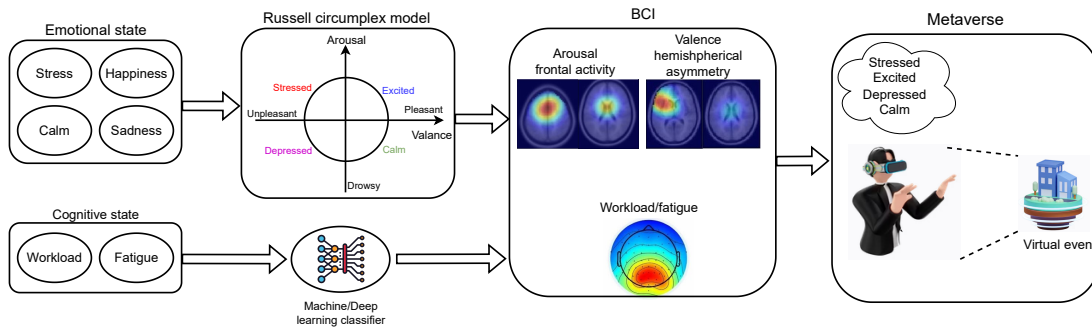 Emotional state
Stress
Happiness
Calm
Sadness
Russell circumplex model
Arousal
Stressed
Excited
Unpleasant
Pleasant
Valance
Depressed
Calm
Drowsy
BCI
Arousal
frontal activity
Valence
hemishpherical
asymmetry
Workload/fatigue
Metaverse
Stressed
Excited
Depressed
Calm
Virtual even
Cognitive state
Workload
Fatigue
Machine/Deep
learning classifier